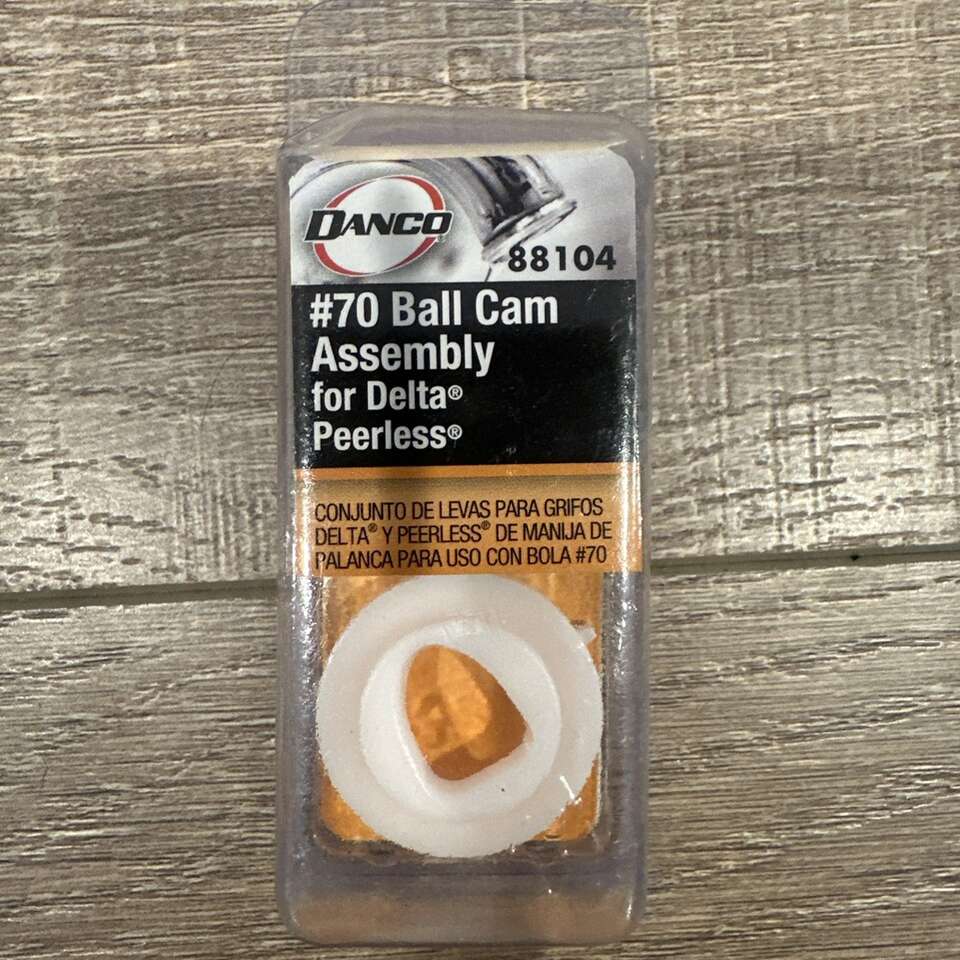 DANCO®
88104
#70 Ball Cam
Assembly
for Delta®
Peerless®
CONJUNTO DE LEVAS PARA GRIFOS
DELTA® Y PEERLESS® DE MANIJA DE
PALANCA PARA USO CON BOLA #70